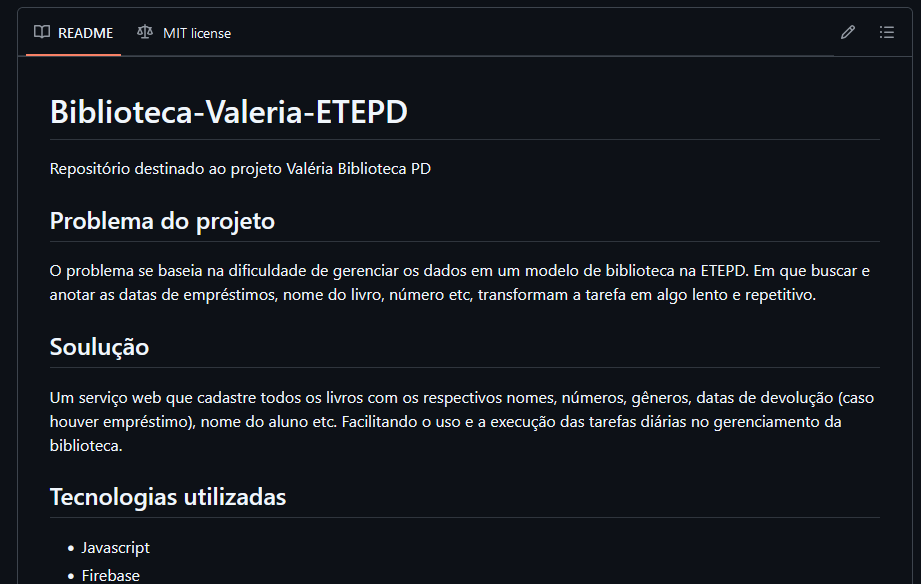 README MIT license
Biblioteca-Valeria-ETEPD
Repositório destinado ao projeto Valéria Biblioteca PD
Problema do projeto
O problema se baseia na dificuldade de gerenciar os dados em um modelo de biblioteca na ETEPD. Em que buscar e
anotar as datas de empréstimos, nome do livro, número etc, transformam a tarefa em algo lento e repetitivo.
Soulução
Um serviço web que cadastre todos os livros com os respectivos nomes, números, gêneros, datas de devolução (caso
houver empréstimo), nome do aluno etc. Facilitando o uso e a execução das tarefas diárias no gerenciamento da
biblioteca.
Tecnologias utilizadas
• Javascript
• Firebase